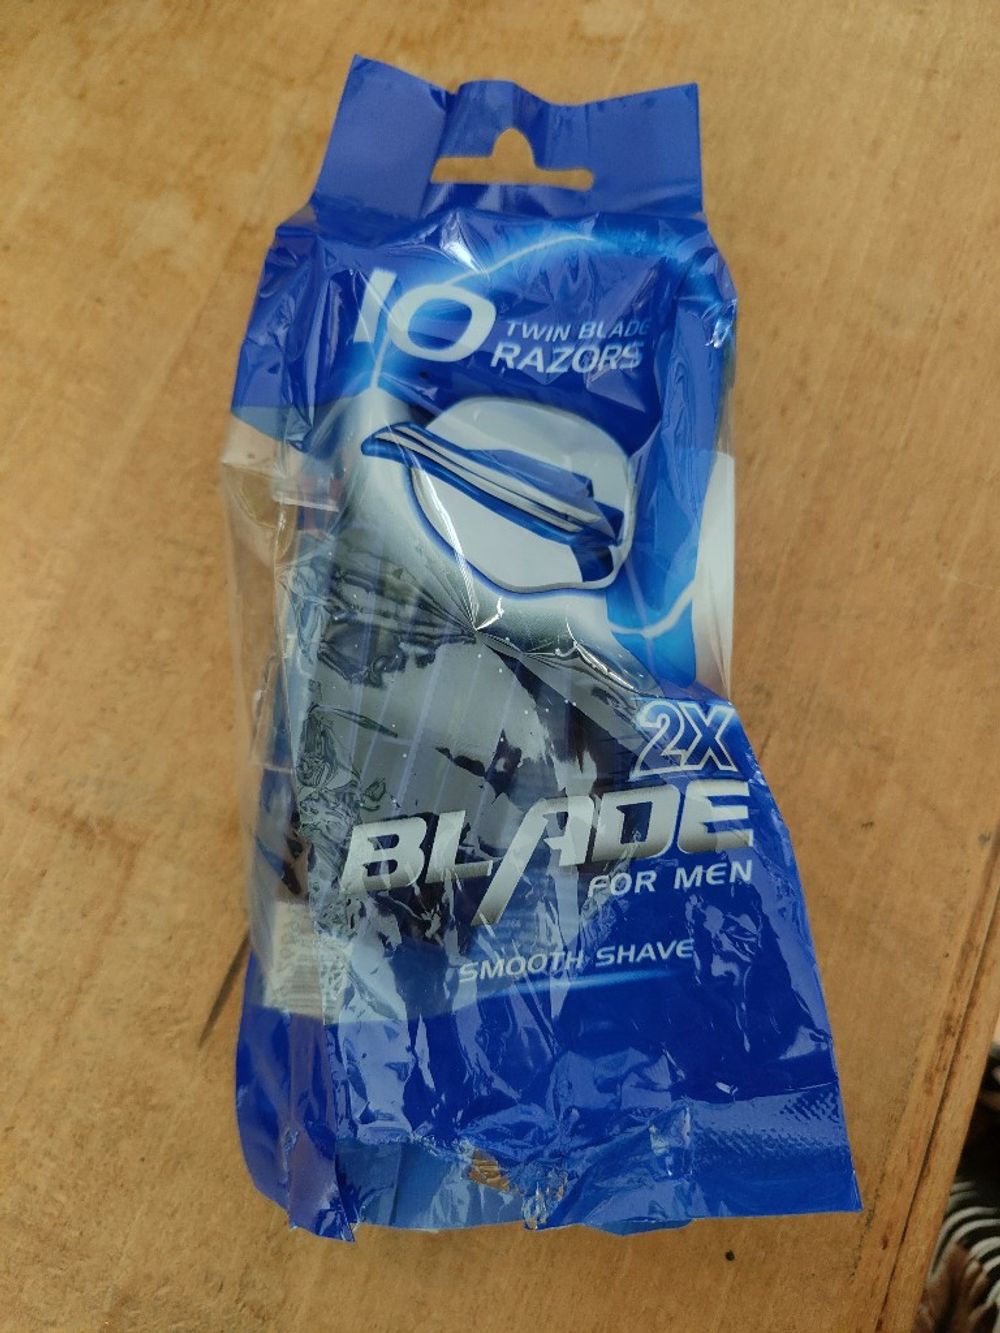 10
TWIN BLADE
RAZORS
2X
BLADE
FOR MEN
SMOOTH SHAVE